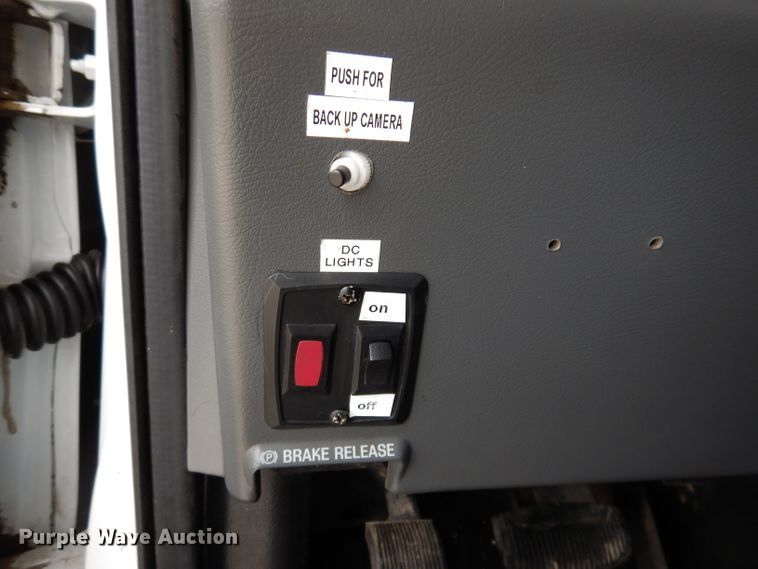 PUSH FOR
BACK UP CAMERA
DC
LIGHTS
on
off
(P) BRAKE RELEASE
Purple Wave Auction